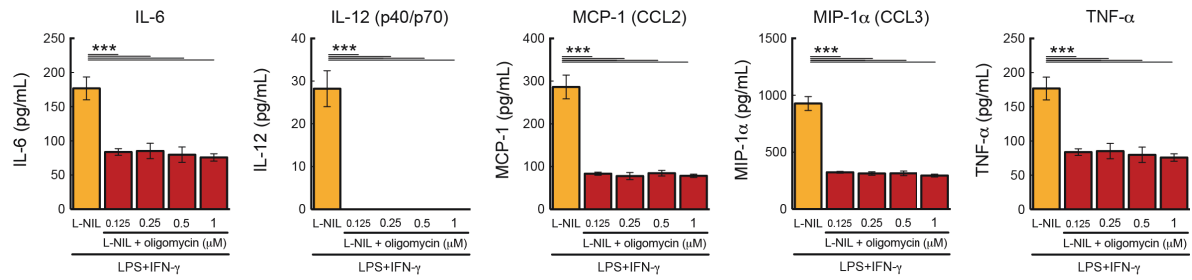 IL-6
IL-6 (pg/mL)
250
200
150
100
50
0
***
L-NIL 0.125 0.25 0.5 1
L-NIL + oligomycin (μM)
LPS+IFN-γ
IL-12 (p40/p70)
IL-12 (pg/mL)
40
30
20
10
0
***
L-NIL 0.125 0.25 0.5 1
L-NIL + oligomycin (μM)
LPS+IFN-γ
MCP-1 (CCL2)
MCP-1 (pg/mL)
400
300
200
100
0
***
L-NIL 0.125 0.25 0.5 1
L-NIL + oligomycin (μM)
LPS+IFN-γ
MIP-1α (CCL3)
MIP-1α (pg/mL)
1500
1000
500
0
***
L-NIL 0.125 0.25 0.5 1
L-NIL + oligomycin (μM)
LPS+IFN-γ
TNF-α
TNF-α (pg/mL)
250
200
150
100
50
0
***
L-NIL 0.125 0.25 0.5 1
L-NIL + oligomycin (μM)
LPS+IFN-γ